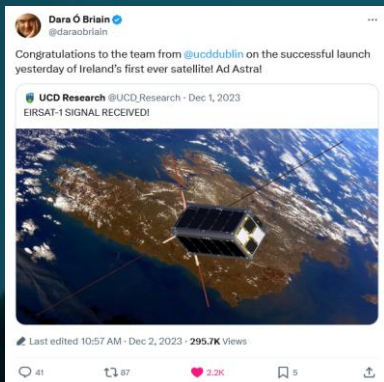 Dara Ó Briain
@daraobriain
Congratulations to the team from @ucddublin on the successful launch
yesterday of Ireland's first ever satellite! Ad Astra!
UCD Research @UCD_Research · Dec 1, 2023
EIRSAT-1 SIGNAL RECEIVED!
Last edited 10:57 AM · Dec 2, 2023 · 295.7K Views
41 87 2.2K 5